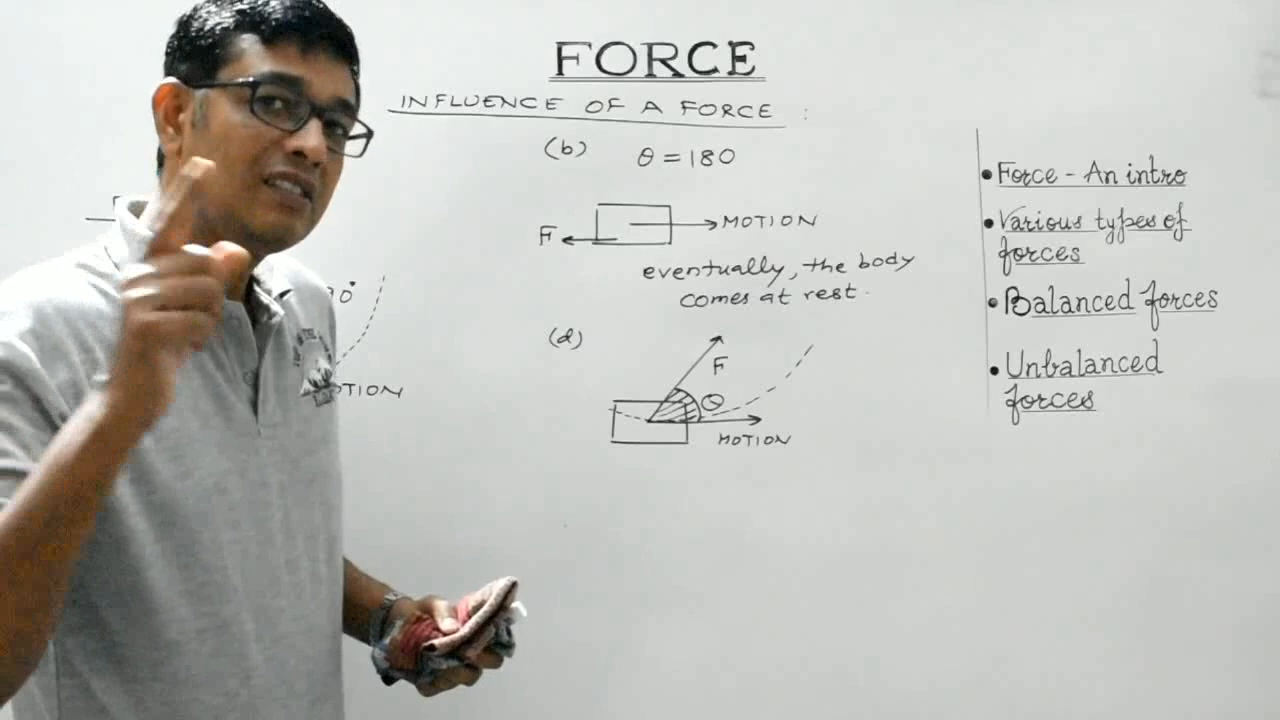 FORCE
INFLUENCE OF A FORCE :
(b) θ = 180
F MOTION
eventually, the body
comes at rest.
(d)
F
θ
MOTION
• Force - An intro
• Various types of
forces
• Balanced forces
• Unbalanced
forces